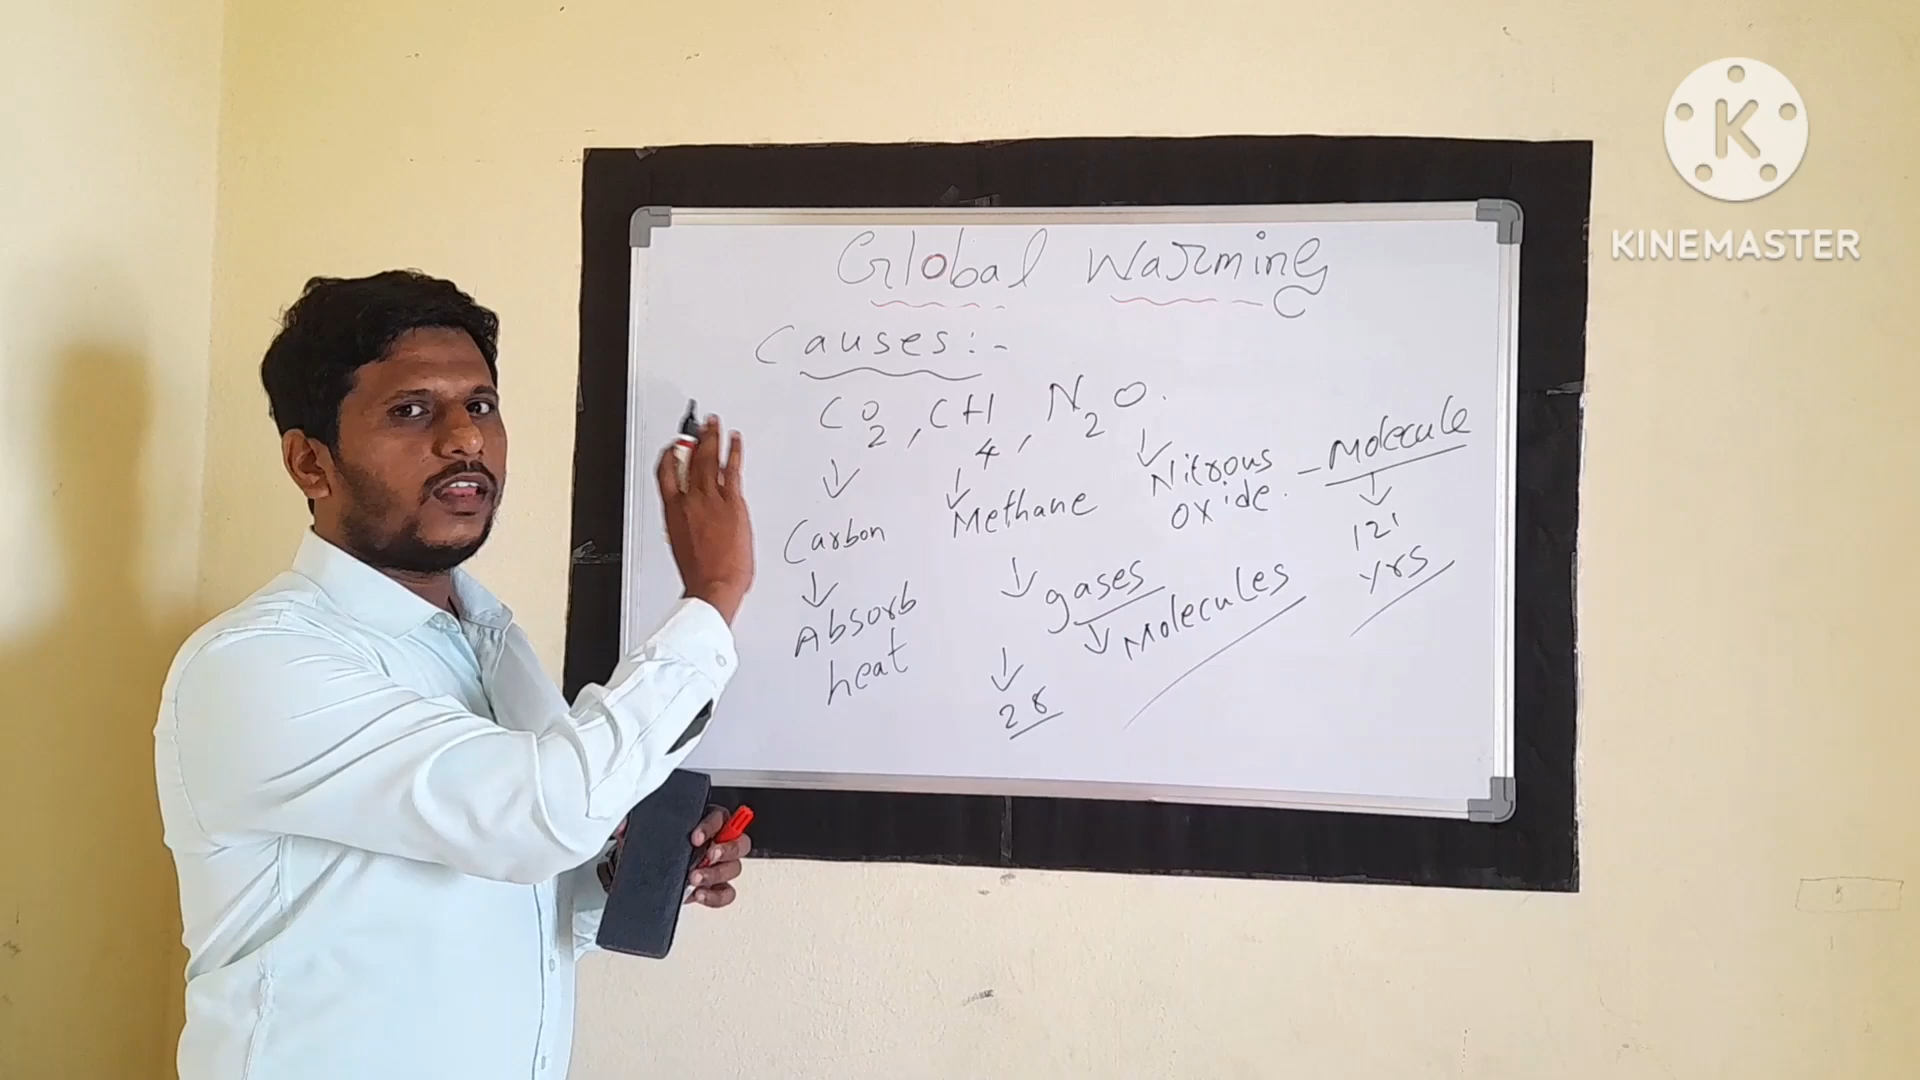 Global Warming
Causes:-
CO2, CH4, N2O.
Carbon
Absorb
heat
Methane
gases
Molecules
28
Nitrous
oxide.
- Molecule
121
yrs
K
KINEMASTER